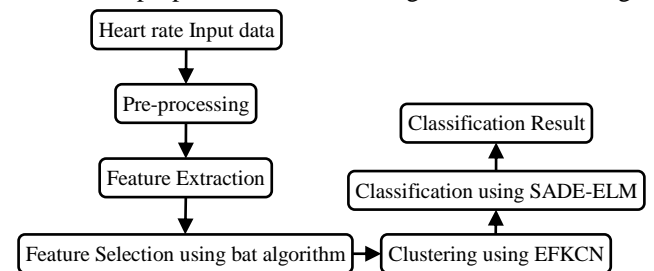 Heart rate Input data
Pre-processing
Feature Extraction
Feature Selection using bat algorithm
Clustering using EFKCN
Classification using SADE-ELM
Classification Result